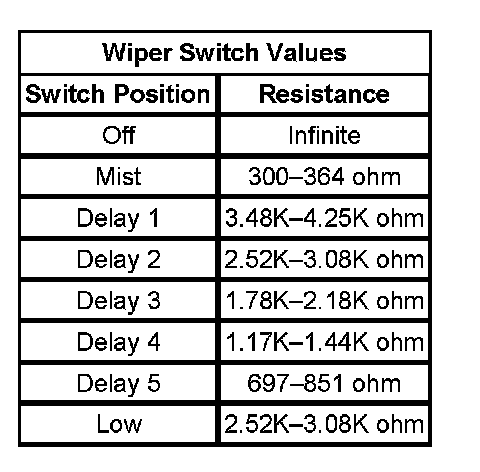 Wiper Switch Values
Switch Position Resistance
Off Infinite
Mist 300–364 ohm
Delay 1 3.48K–4.25K ohm
Delay 2 2.52K–3.08K ohm
Delay 3 1.78K–2.18K ohm
Delay 4 1.17K–1.44K ohm
Delay 5 697–851 ohm
Low 2.52K–3.08K ohm